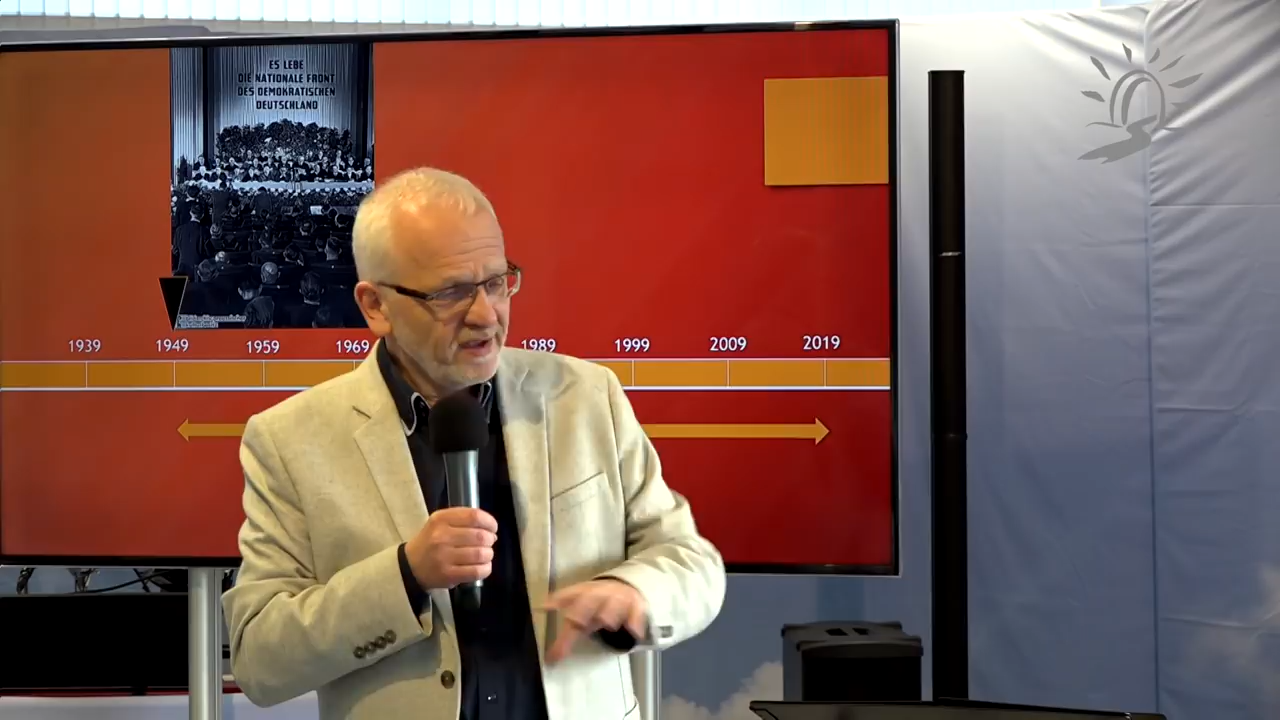 ES LEBE
DIE NATIONALE FRONT
DES DEMOKRATISCHEN
DEUTSCHLAND
1939 1949 1959 1969 1989 1999 2009 2019